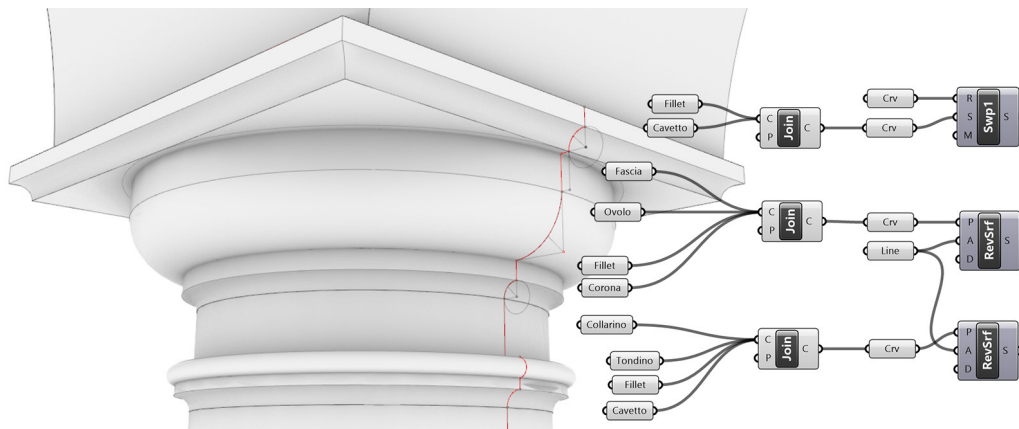 Fillet
Cavetto
C
P
Join
C
Crv
Crv
R
S
M
Swp1
S
Fascia
Ovolo
Fillet
Corona
C
P
Join
C
Crv
Line
P
A
D
RevSrf
S
Collarino
Tondino
Fillet
Cavetto
C
P
Join
C
Crv
P
A
D
RevSrf
S